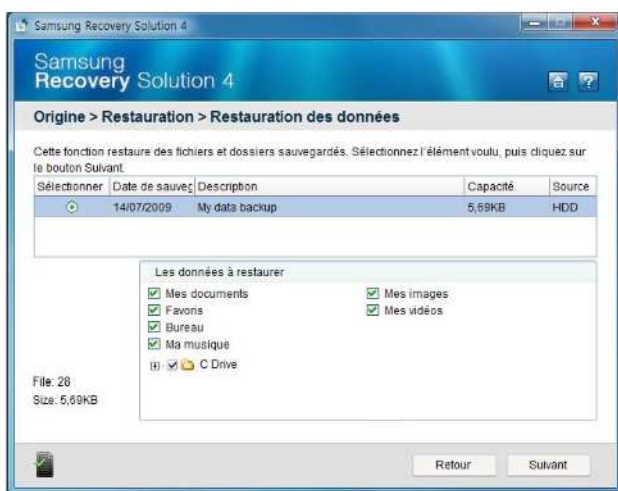 Samsung Recovery Solution 4
Samsung
Recovery Solution 4
Origine > Restauration > Restauration des données
Cette fonction restaure des fichiers et dossiers sauvegardés. Sélectionnez l'élément voulu, puis cliquez sur
le bouton Suivant.
Sélectionner Date de sauveg Description Capacité Source
14/07/2009 My data backup 5,69KB HDD
Les données à restaurer
Mes documents Mes images
Favoris Mes vidéos
Bureau
Ma musique
C Drive
File: 28
Size: 5,69KB
Retour Suivant